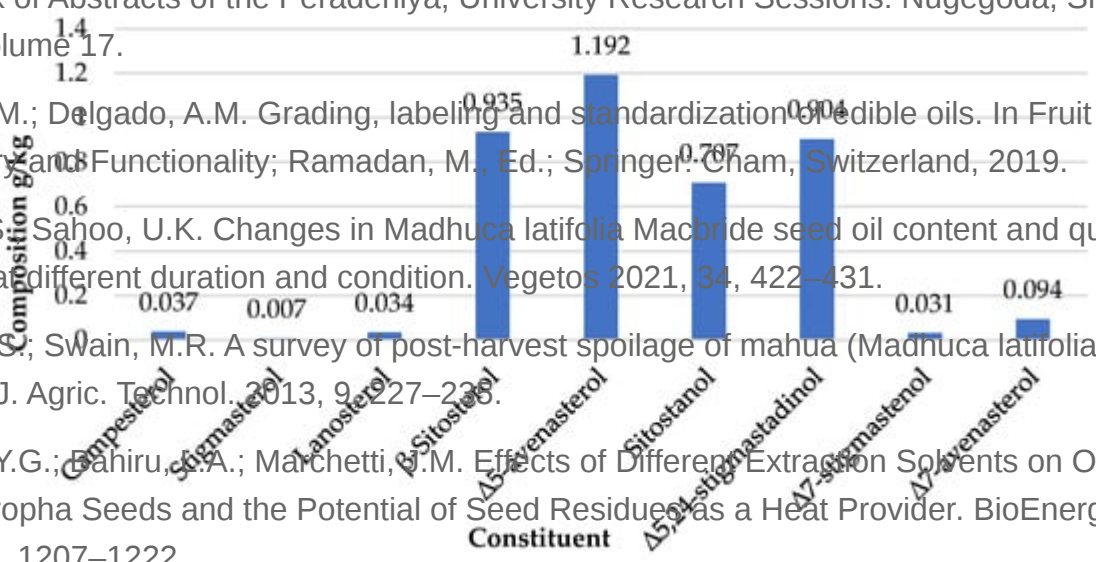 of Abstracts of the Peradeniya, University Research Sessions. Nugegoda,
1.4
lume 17.
1.192
1.2
0.935
M.; Delgado, A.M. Grading, labeling and standardization of edible oils. In Fruit
0.904
1
0.707
y and Functionality; Ramadan, M., Ed.; Springer: Cham, Switzerland, 2019.
0.8
0.6
S. Sahoo, U.K. Changes in Madhuca latifolia Macbride seed oil content and qu
0.4
at different duration and condition. Vegetos 2021, 34, 422–431.
0.2
0.037
0.007
0.034
0.031
0.094
0
S.; Swain, M.R. A survey of post-harvest spoilage of mahua (Madhuca latifolia
J. Agric. Technol. 2013, 9, 227–
Composition g/kg
Campesterol
Stigmasterol
Lanosterol
β-Sitosterol
Δ5-avenasterol
Sitostanol
Δ5,24-stigmastadinol
Δ7-stigmastenol
Δ7-avenasterol
Y.G.; Bahiru, A.; Marchetti, J.M. Effects of Different Extraction Solvents on O
opha Seeds and the Potential of Seed Residues as a Heat Provider. BioEnerg
Constituent
1207–1222